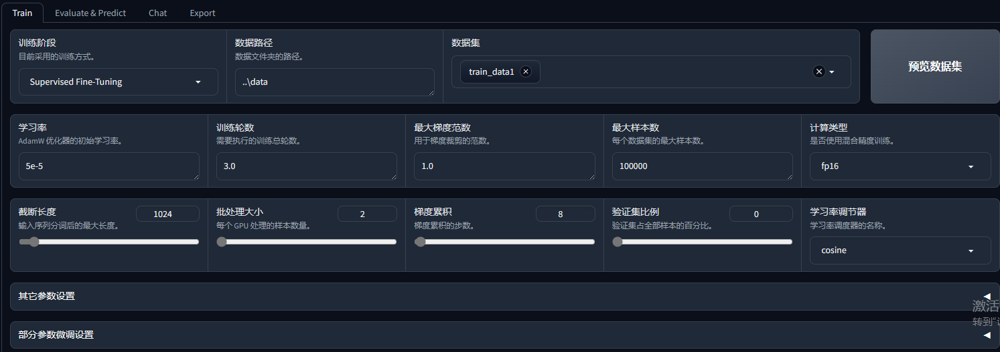 Train
Evaluate & Predict
Chat
Export
训练阶段
目前采用的训练方式。
Supervised Fine-Tuning
数据路径
数据文件夹的路径。
..\data
数据集
train_data1
预览数据集
学习率
AdamW 优化器的初始学习率。
5e-5
训练轮数
需要执行的训练总轮数。
3.0
最大梯度范数
用于梯度裁剪的范数。
1.0
最大样本数
每个数据集的最大样本数。
100000
计算类型
是否使用混合精度训练。
fp16
截断长度
1024
输入序列分词后的最大长度。
批处理大小
2
每个 GPU 处理的样本数量。
梯度累积
8
梯度累积的步数。
验证集比例
0
验证集占全部样本的百分比。
学习率调节器
学习率调度器的名称。
cosine
其它参数设置
激活
转到"
部分参数微调设置